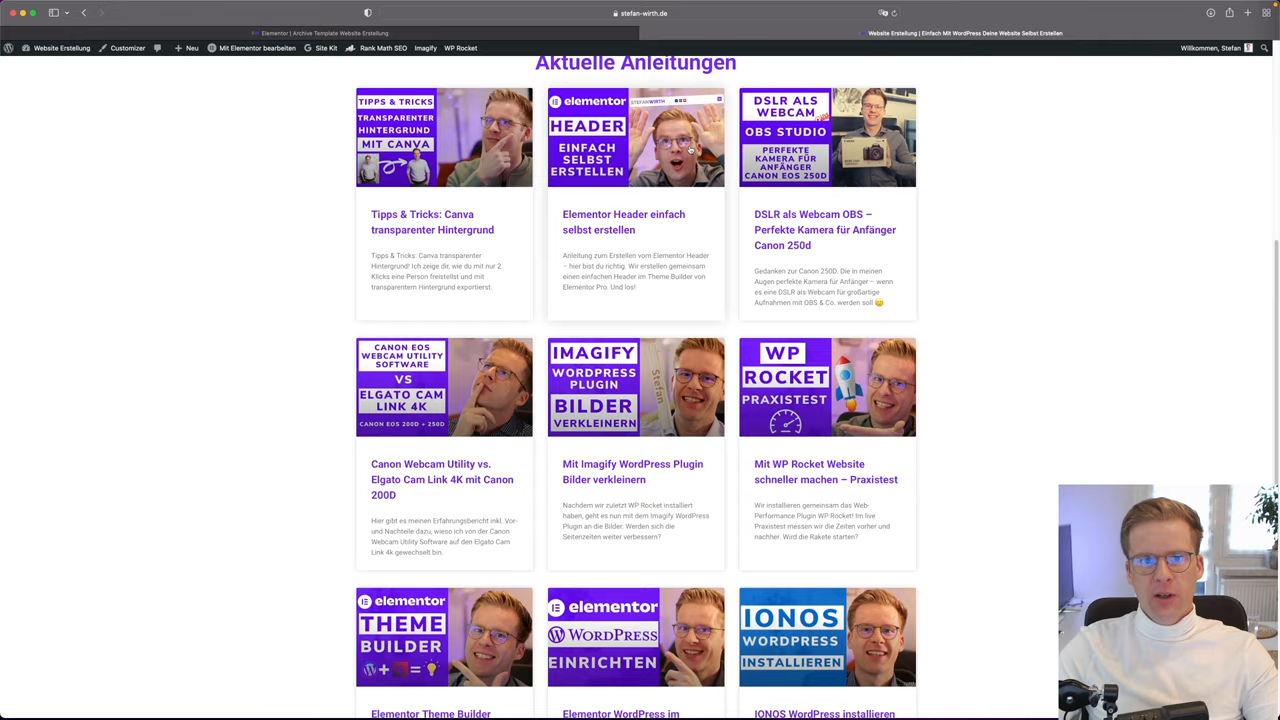 stefan-wirth.de
Elementor | Archive Template Website Erstellung
Website Erstellung | Einfach Mit WordPress Deine Website Selbst Erstellen
Website Erstellung
Customizer
Neu
Mit Elementor bearbeiten
Site Kit
Rank Math SEO
Imagify
WP Rocket
Willkommen, Stefan
Aktuelle Anleitungen
TIPPS & TRICKS
TRANSPARENTER
HINTERGRUND
MIT CANVA
Tipps & Tricks: Canva
transparenter Hintergrund
Tipps & Tricks: Canva transparenter
Hintergrund! Ich zeige dir, wie du mit nur 2
Klicks eine Person freistellst und mit
transparentem Hintergrund exportierst.
elementor
STEFANWIRTH
HEADER
EINFACH
SELBST
ERSTELLEN
Elementor Header einfach
selbst erstellen
Anleitung zum Erstellen vom Elementor Header
– hier bist du richtig. Wir erstellen gemeinsam
einen einfachen Header im Theme Builder von
Elementor Pro. Und los!
DSLR ALS
WEBCAM
OBS STUDIO
PERFEKTE
KAMERA FÜR
ANFÄNGER
CANON EOS 250D
DSLR als Webcam OBS –
Perfekte Kamera für Anfänger
Canon 250d
Gedanken zur Canon 250D. Die in meinen
Augen perfekte Kamera für Anfänger – wenn
es eine DSLR als Webcam für großartige
Aufnahmen mit OBS & Co. werden soll 😊
CANON EOS
WEBCAM UTILITY
SOFTWARE
VS
ELGATO CAM
LINK 4K
CANON EOS 200D + 250D
Canon Webcam Utility vs.
Elgato Cam Link 4K mit Canon
200D
Hier gibt es meinen Erfahrungsbericht inkl. Vor-
und Nachteile dazu, wieso ich von der Canon
Webcam Utility Software auf den Elgato Cam
Link 4k gewechselt bin.
IMAGIFY
WORDPRESS
PLUGIN
BILDER
VERKLEINERN
Stefan
Mit Imagify WordPress Plugin
Bilder verkleinern
Nachdem wir zuletzt WP Rocket installiert
haben, geht es nun mit dem Imagify WordPress
Plugin an die Bilder. Werden sich die
Seitenzeiten weiter verbessern?
WP
ROCKET
PRAXISTEST
Mit WP Rocket Website
schneller machen – Praxistest
Wir installieren gemeinsam das Web-
Performance Plugin WP Rocket! Im live
Praxistest messen wir die Zeiten vorher und
nachher. Wird die Rakete starten?
elementor
THEME
BUILDER
Elementor Theme Builder
elementor
WORDPRESS
EINRICHTEN
Elementor WordPress im
IONOS
WORDPRESS
INSTALLIEREN
IONOS WordPress installieren